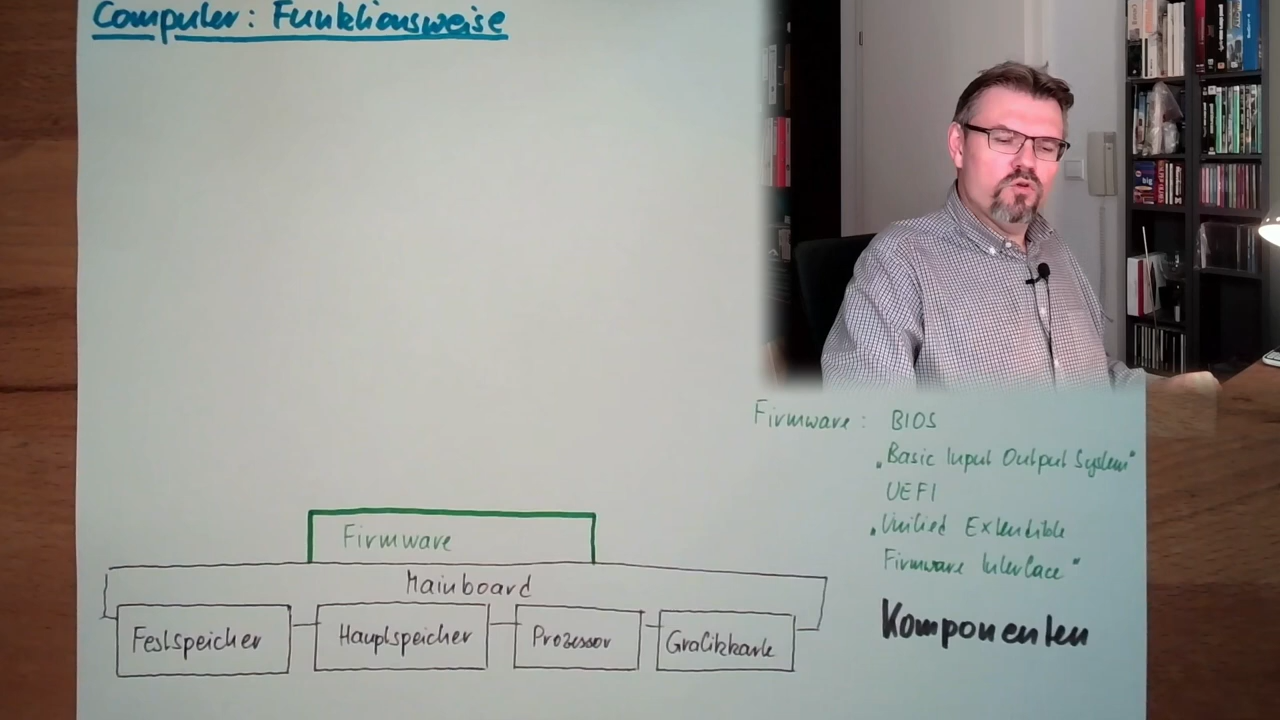 Computer: Funktionsweise
Firmware: BIOS
„Basic Input Output System"
UEFI
„Unified Extentible
Firmware Interface"
Firmware
Mainboard
Festspeicher
Hauptspeicher
Prozessor
Grafikkarte
Komponenten